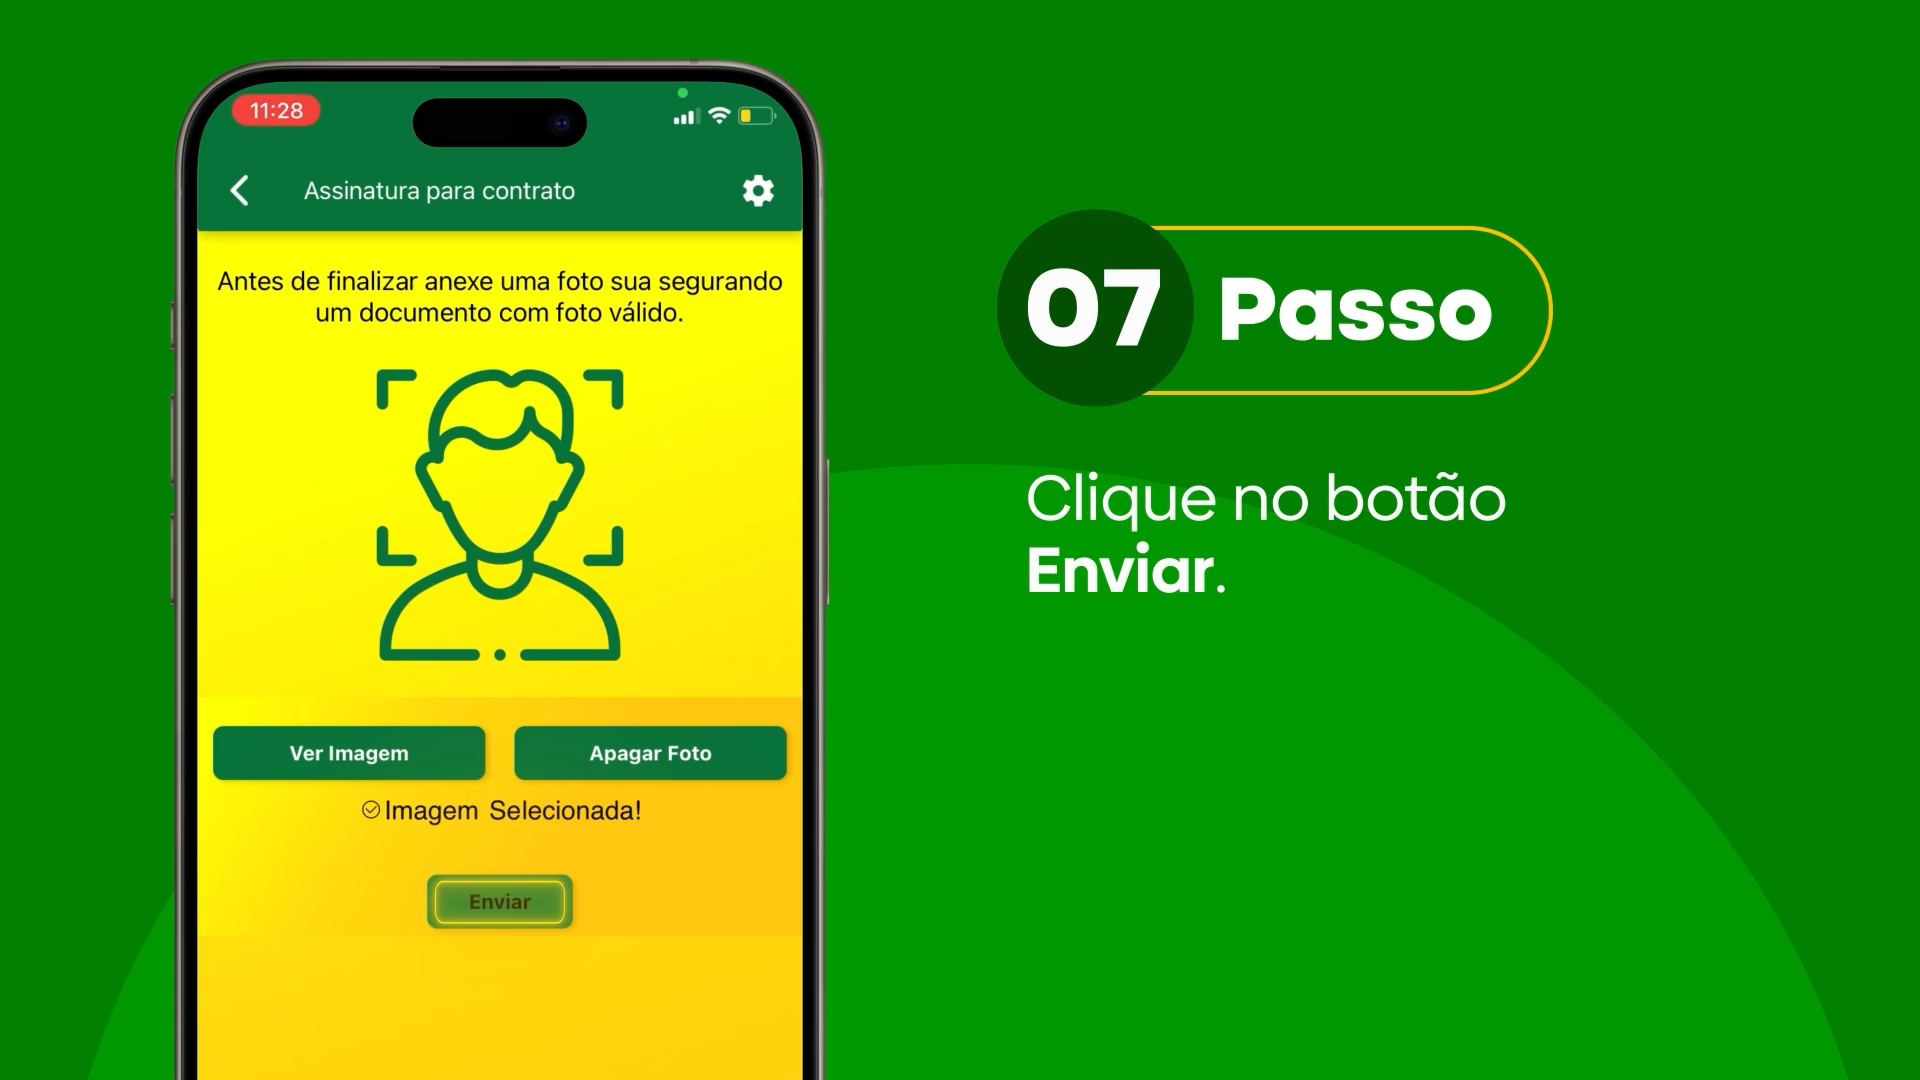 11:28
Assinatura para contrato
Antes de finalizar anexe uma foto sua segurando
um documento com foto válido.
Ver Imagem
Apagar Foto
Imagem Selecionada!
Enviar
07 Passo
Clique no botão
Enviar.